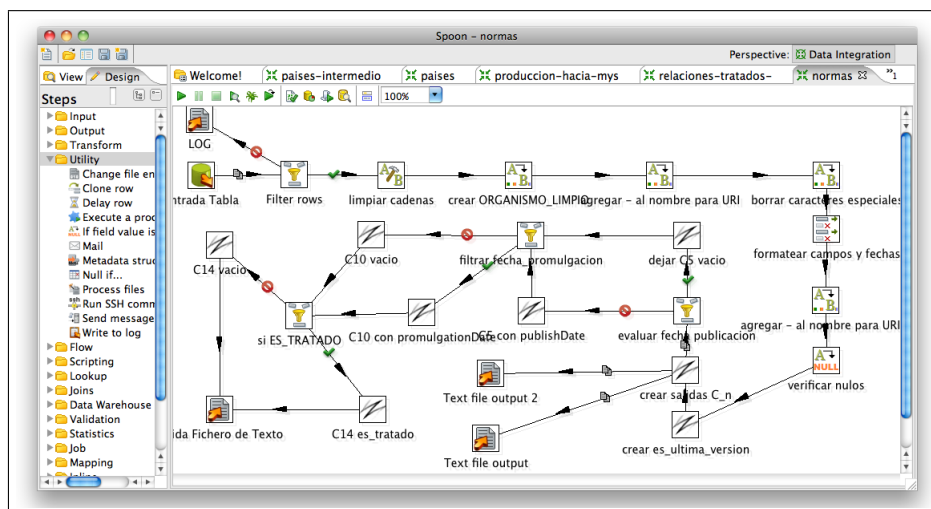 Spoon - normas
Perspective: Data Integration
View Design
Welcome! paises-intermedio paises produccion-hacia-mys relaciones-tratados- normas »1
Steps
100%
Input
Output
Transform
Utility
Change file en
Clone row
Delay row
Execute a proc
If field value is
Mail
Metadata struc
Null if...
Process files
Run SSH comm
Send message
Write to log
Flow
Scripting
Lookup
Joins
Data Warehouse
Validation
Statistics
Job
Mapping
LOG
ntrada Tabla
Filter rows
limpiar cadenas
crear ORGANISMO_LIMPIO
agregar - al nombre para URI
borrar caracteres especiales
C14 vacio
C10 vacio
filtrar fecha_promulgacion
dejar C5 vacio
formatear campos y fechas
si ES_TRATADO
C10 con promulgationDate
C5 con publishDate
evaluar fecha publicacion
agregar - al nombre para URI
Text file output 2
crear salidas C_n
verificar nulos
ida Fichero de Texto
C14 es_tratado
Text file output
crear es_ultima_version